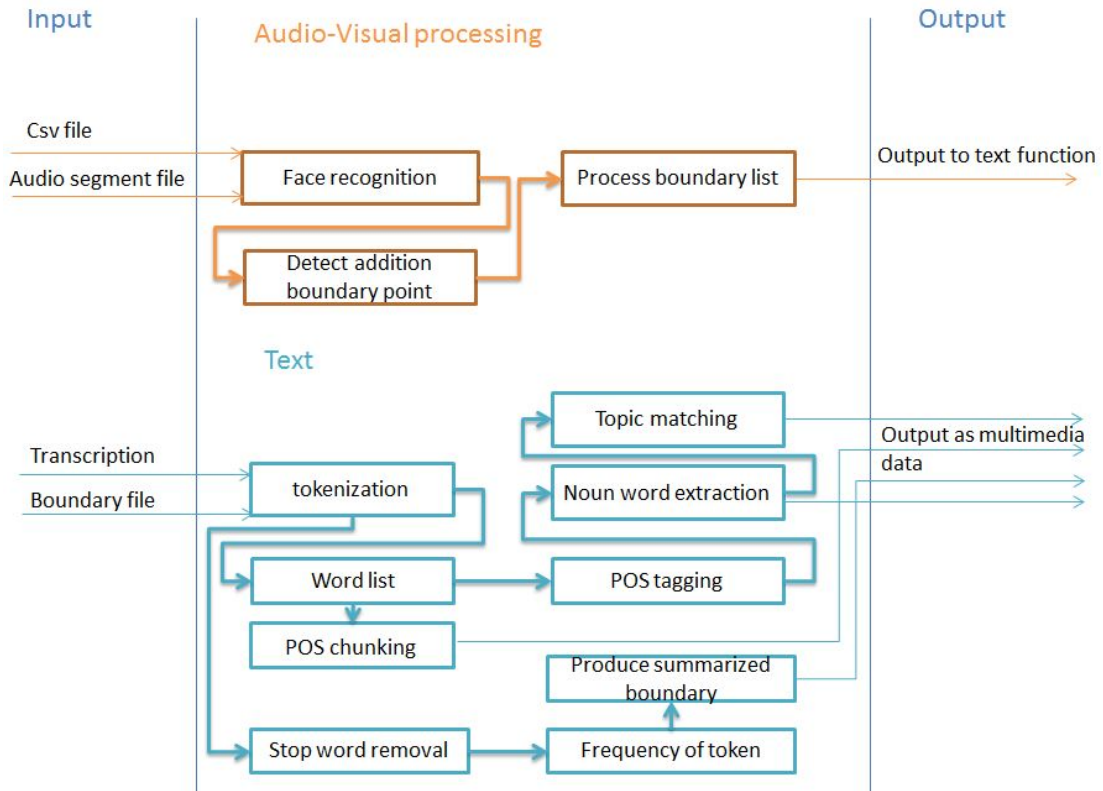 Input
Audio-Visual processing
Output
Csv file
Audio segment file
Face recognition
Process boundary list
Output to text function
Detect addition
boundary point
Text
Topic matching
Output as multimedia
data
Transcription
Boundary file
tokenization
Noun word extraction
Word list
POS tagging
POS chunking
Produce summarized
boundary
Stop word removal
Frequency of token